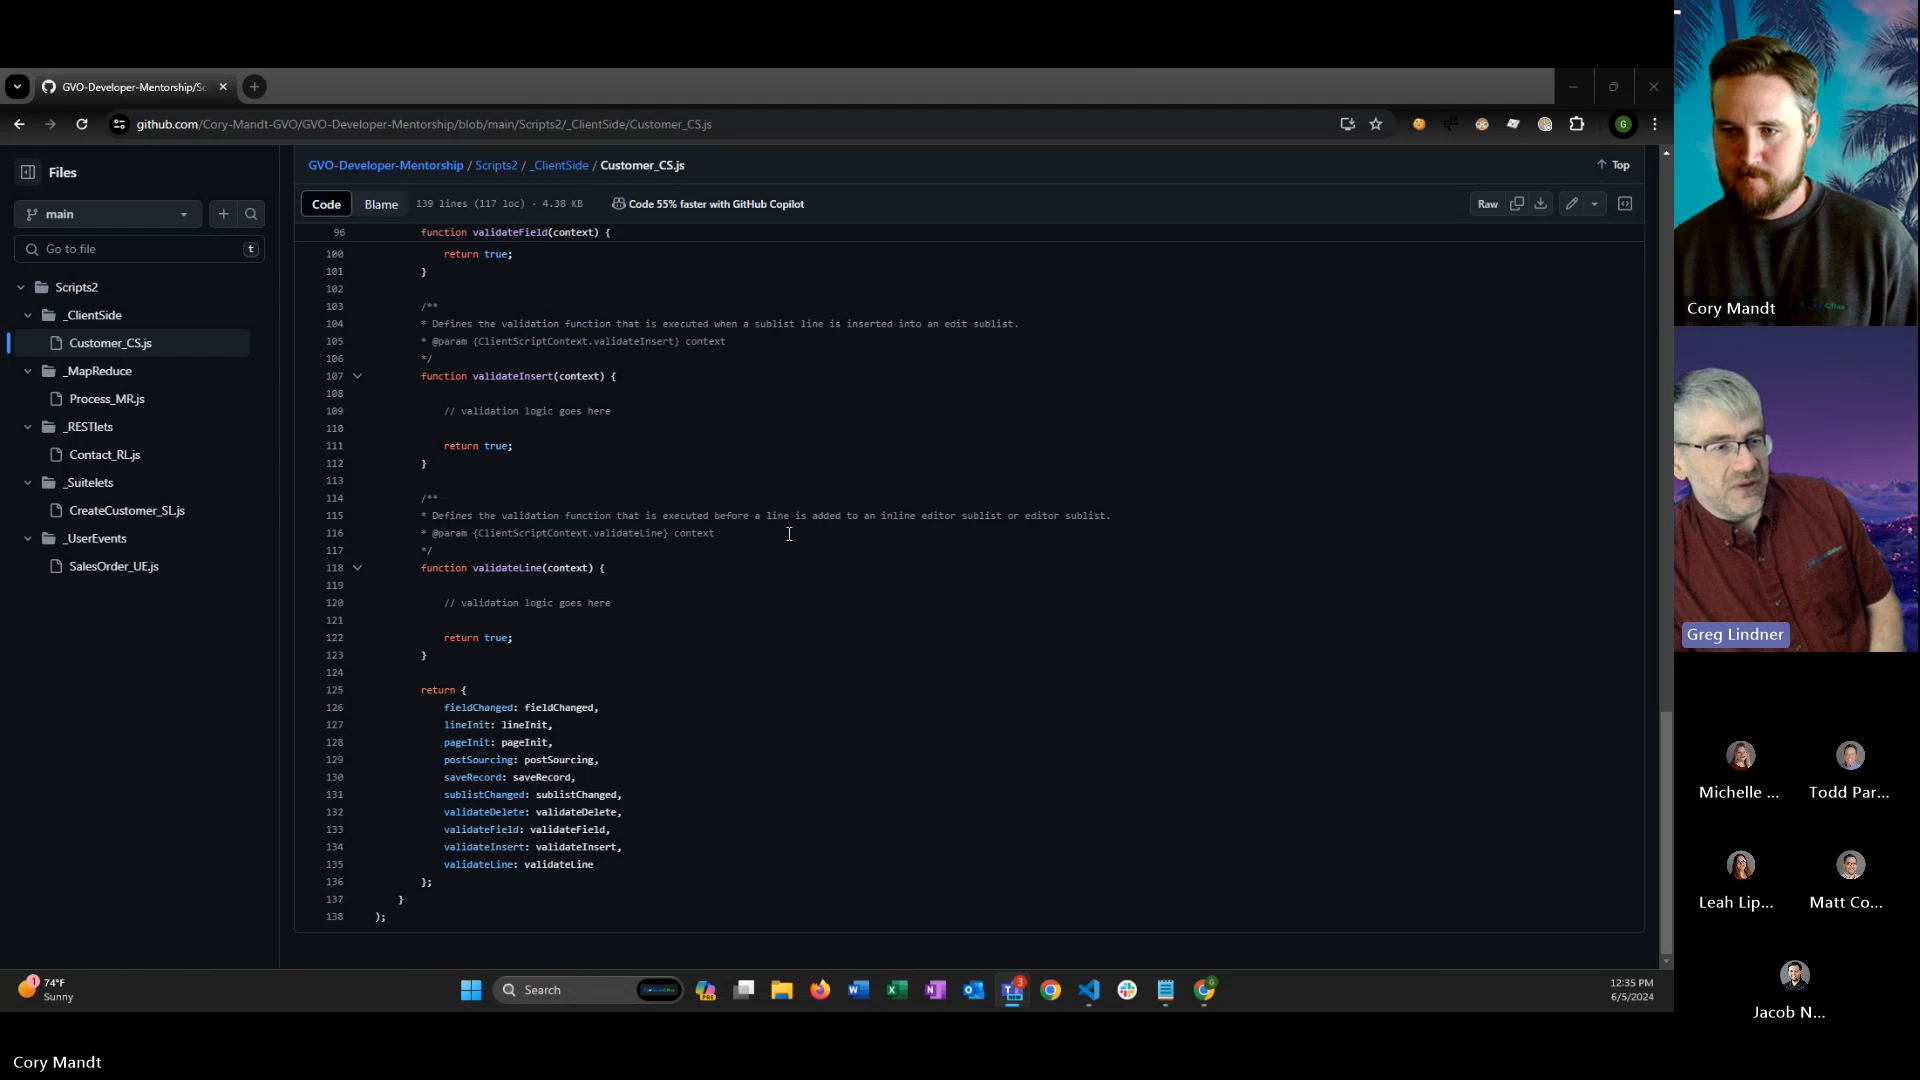 GVO-Developer-Mentorship/Sc
github.com/Cory-Mandt-GVO/GVO-Developer-Mentorship/blob/main/Scripts2/_ClientSide/Customer_CS.js
G
Files
main
Go to file
t
Scripts2
_ClientSide
Customer_CS.js
_MapReduce
Process_MR.js
_RESTlets
Contact_RL.js
_Suitelets
CreateCustomer_SL.js
_UserEvents
SalesOrder_UE.js
GVO-Developer-Mentorship / Scripts2 / _ClientSide / Customer_CS.js
Top
Code Blame 139 lines (117 loc) · 4.38 KB Code 55% faster with GitHub Copilot
Raw
96 function validateField(context) {
100 return true;
101 }
102
103 /**
104 * Defines the validation function that is executed when a sublist line is inserted into an edit sublist.
105 * @param {ClientScriptContext.validateInsert} context
106 */
107 function validateInsert(context) {
108
109 // validation logic goes here
110
111 return true;
112 }
113
114 /**
115 * Defines the validation function that is executed before a line is added to an inline editor sublist or editor sublist.
116 * @param {ClientScriptContext.validateLine} context
117 */
118 function validateLine(context) {
119
120 // validation logic goes here
121
122 return true;
123 }
124
125 return {
126 fieldChanged: fieldChanged,
127 lineInit: lineInit,
128 pageInit: pageInit,
129 postSourcing: postSourcing,
130 saveRecord: saveRecord,
131 sublistChanged: sublistChanged,
132 validateDelete: validateDelete,
133 validateField: validateField,
134 validateInsert: validateInsert,
135 validateLine: validateLine
136 };
137 }
138 );
1
74°F
Sunny
Search
PRE
3
G
12:35 PM
6/5/2024
Cory Mandt
Greg Lindner
Michelle ...
Todd Par...
Leah Lip...
Matt Co...
Jacob N...
Cory Mandt